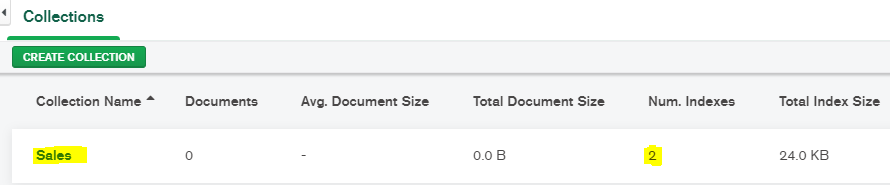 Collections
CREATE COLLECTION
Collection Name Documents Avg. Document Size Total Document Size Num. Indexes Total Index Size
Sales 0 - 0.0 B 2 24.0 KB